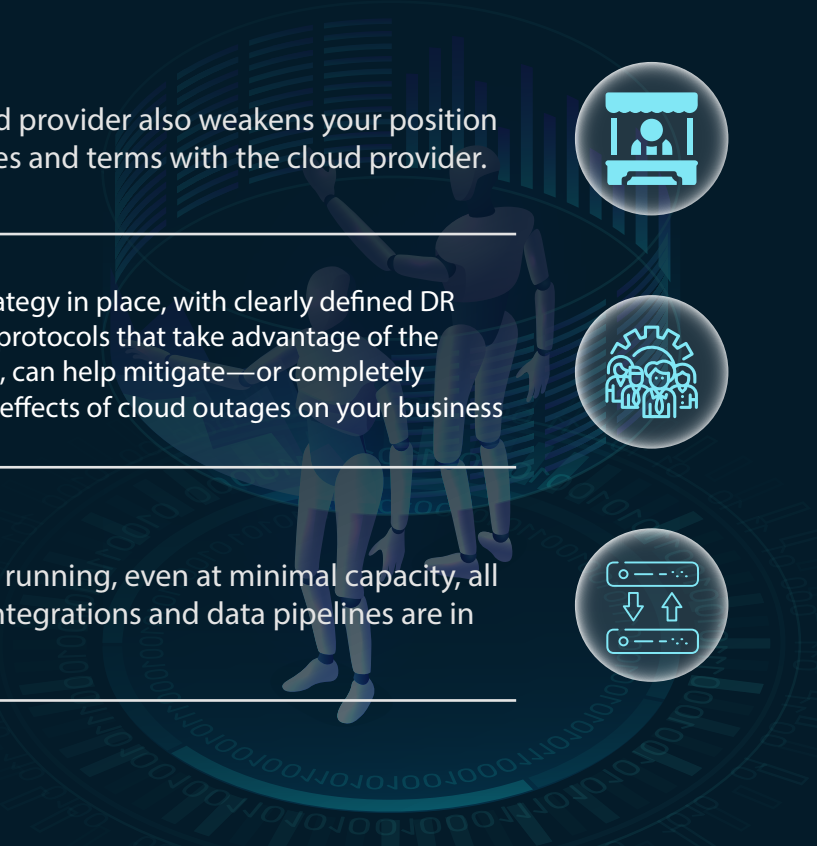 d provider also weakens your position
es and terms with the cloud provider.
ategy in place, with clearly defined DR
protocols that take advantage of the
, can help mitigate—or completely
effects of cloud outages on your business
running, even at minimal capacity, all
ntegrations and data pipelines are in